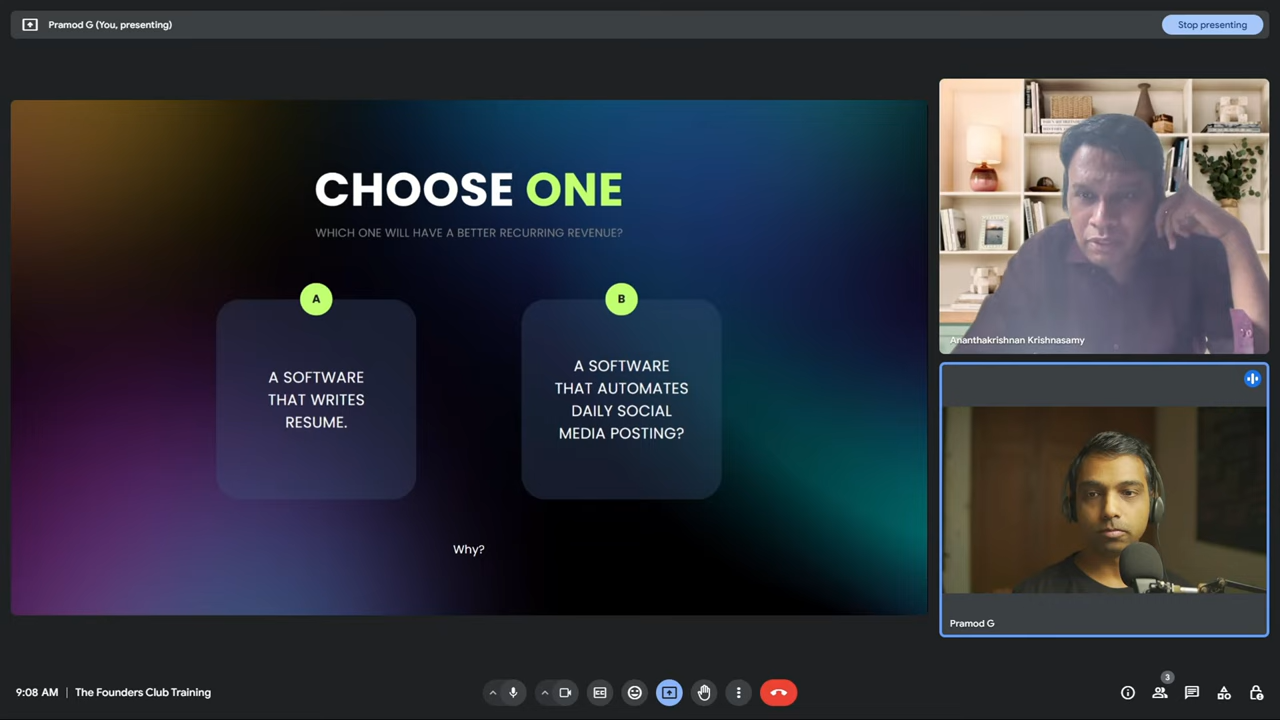 Pramod G (You, presenting)
Stop presenting
CHOOSE ONE
WHICH ONE WILL HAVE A BETTER RECURRING REVENUE?
A
A SOFTWARE
THAT WRITES
RESUME.
B
A SOFTWARE
THAT AUTOMATES
DAILY SOCIAL
MEDIA POSTING?
Why?
Ananthakrishnan Krishnasamy
Pramod G
9:08 AM | The Founders Club Training
3